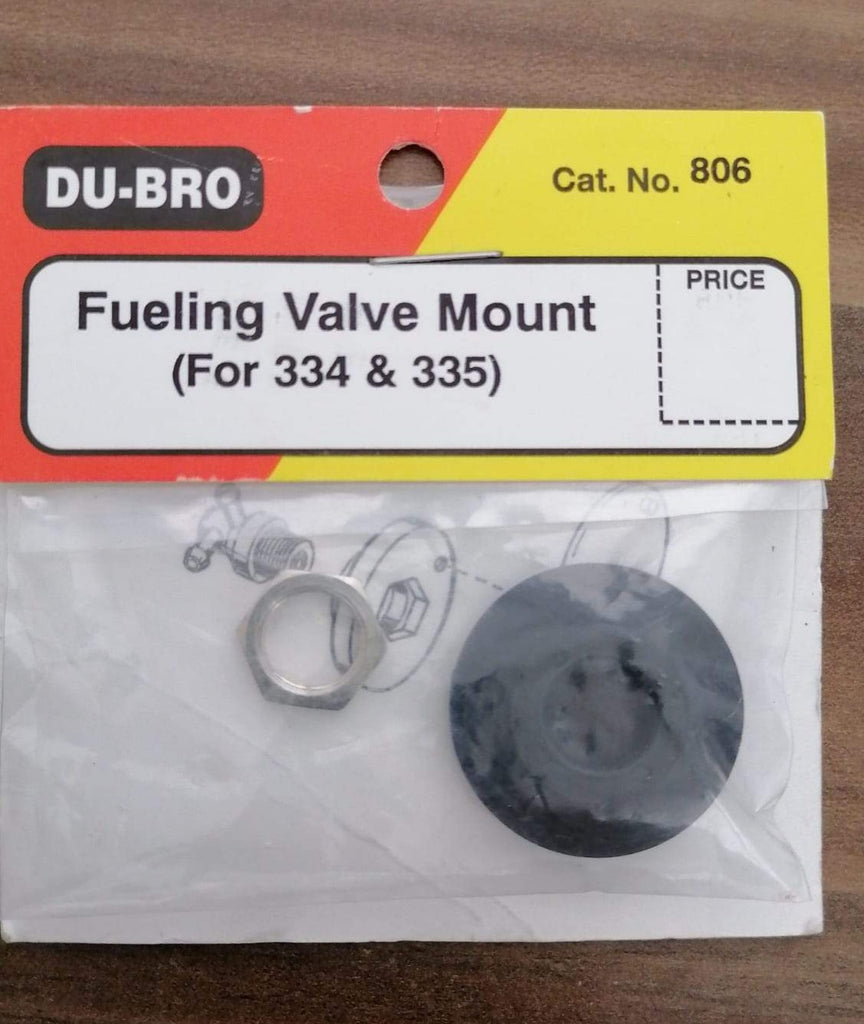 DU-BRO
Cat. No. 806
Fueling Valve Mount
(For 334 & 335)
PRICE